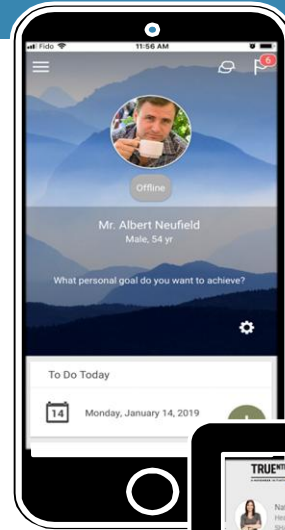 Fido
11:56 AM
6
Offline
Mr. Albert Neufield
Male, 54 yr
What personal goal do you want to achieve?
To Do Today
14 Monday, January 14, 2019
TRUE